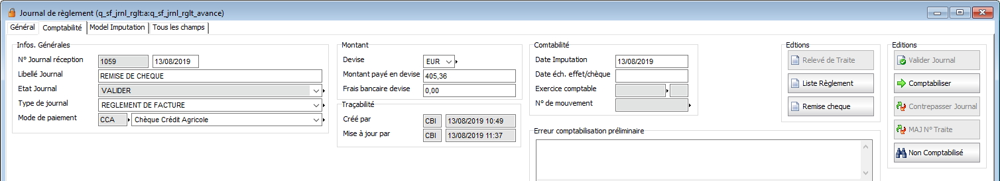 Journal de règlement (q_sf_jrnl_rglt:a:q_sf_jrnl_rglt_avance)
Général Comptabilité Model Imputation Tous les champs
Infos. Générales
N° Journal réception 1059 13/08/2019
Libellé Journal REMISE DE CHEQUE
Etat Journal VALIDER
Type de journal REGLEMENT DE FACTURE
Mode de paiement CCA Chèque Crédit Agricole
Montant
Devise EUR
Montant payé en devise 405,36
Frais bancaire devise 0,00
Traçabilité
Créé par CBI 13/08/2019 10:49
Mise à jour par CBI 13/08/2019 11:37
Comtabilité
Date Imputation 13/08/2019
Date éch. effet/chèque
Exercice comptable
N° de mouvement
Erreur comptabilisation préliminaire
Edtions
Relevé de Traite
Liste Règlement
Remise cheque
Editions
Valider Journal
Comptabiliser
Contrepasser Journal
MAJ N° Traite
Non Comptabilisé